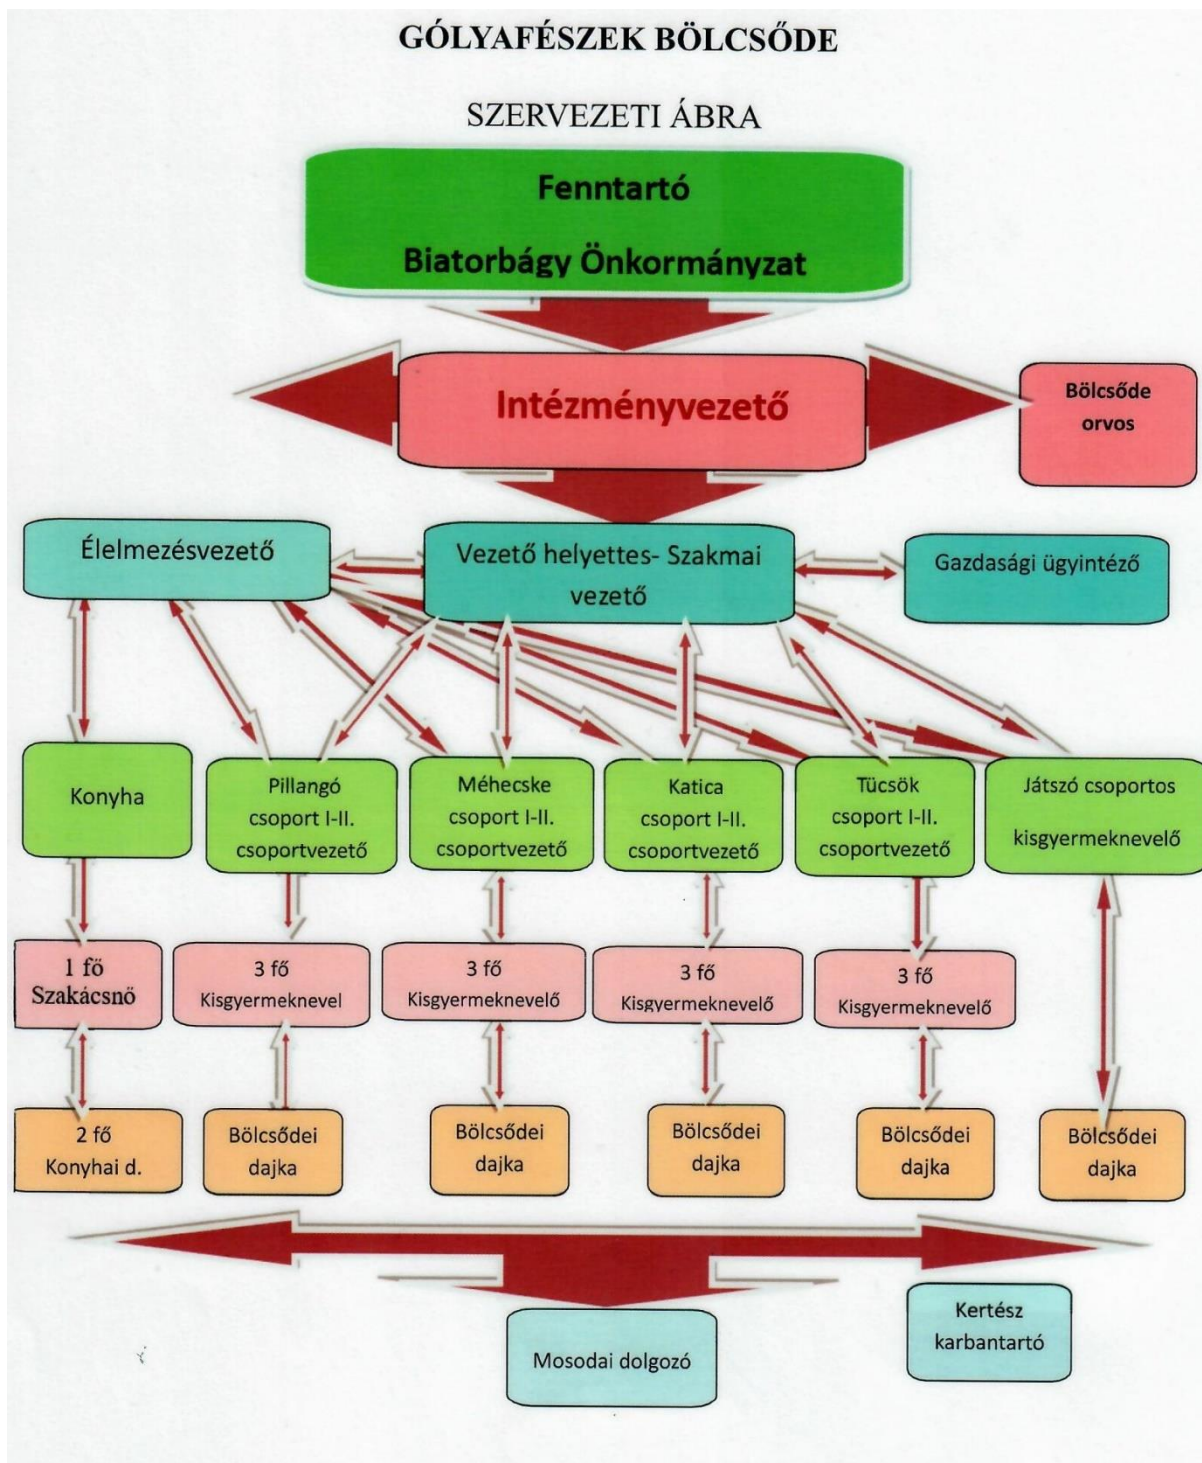 GÓLYAFÉSZEK BÖLCSŐDE
SZERVEZETI ÁBRA
Fenntartó
Biatorbágy Önkormányzat
Intézményvezető
Bölcsőde
orvos
Élelmezésvezető
Vezető helyettes- Szakmai
vezető
Gazdasági ügyintéző
Konyha
Pillangó
csoport I-II.
csoportvezető
Méhecske
csoport I-II.
csoportvezető
Katica
csoport I-II.
csoportvezető
Tücsök
csoport I-II.
csoportvezető
Játszó csoportos
kisgyermeknevelő
1 fő
Szakácsnö
3 fő
Kisgyermeknevel
3 fő
Kisgyermeknevelő
3 fő
Kisgyermeknevelő
3 fő
Kisgyermeknevelő
2 fő
Konyhai d.
Bölcsődei
dajka
Bölcsődei
dajka
Bölcsődei
dajka
Bölcsődei
dajka
Bölcsődei
dajka
Mosodai dolgozó
Kertész
karbantartó